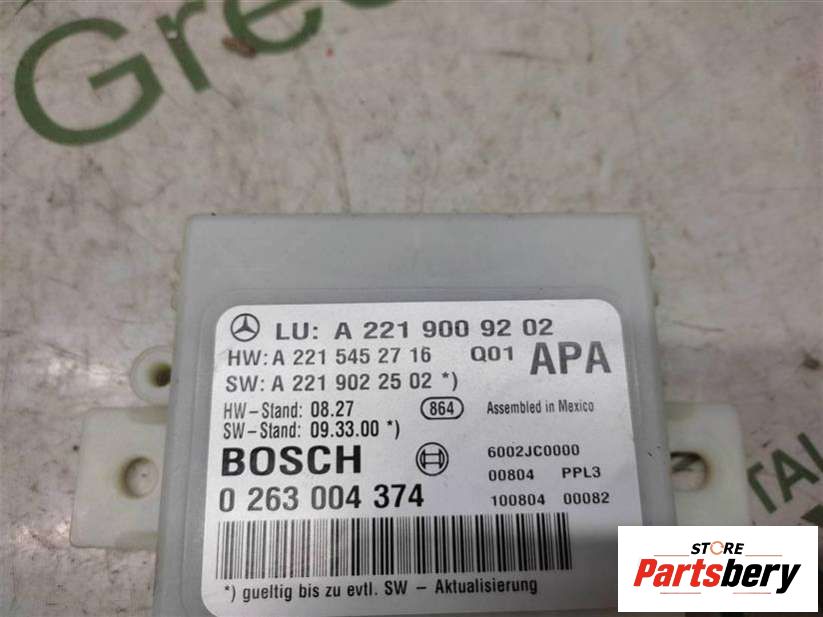 Gree
LU: A 221 900 92 02
HW: A 221 545 27 16 Q01 APA
SW: A 221 902 25 02 *)
HW-Stand: 08.27 864 Assembled in Mexico
SW-Stand: 09.33.00 *)
BOSCH 6002JC0000
00804 PPL3
0 263 004 374 100804 00082
*) gueltig bis zu evtl. SW - Aktualisierung
TAL
STORE
Partsbery